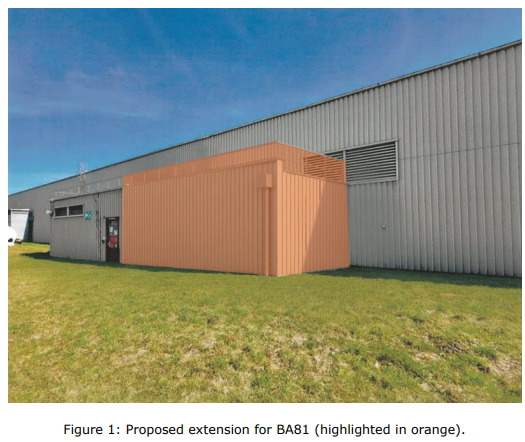 Figure 1: Proposed extension for BA81 (highlighted in orange).